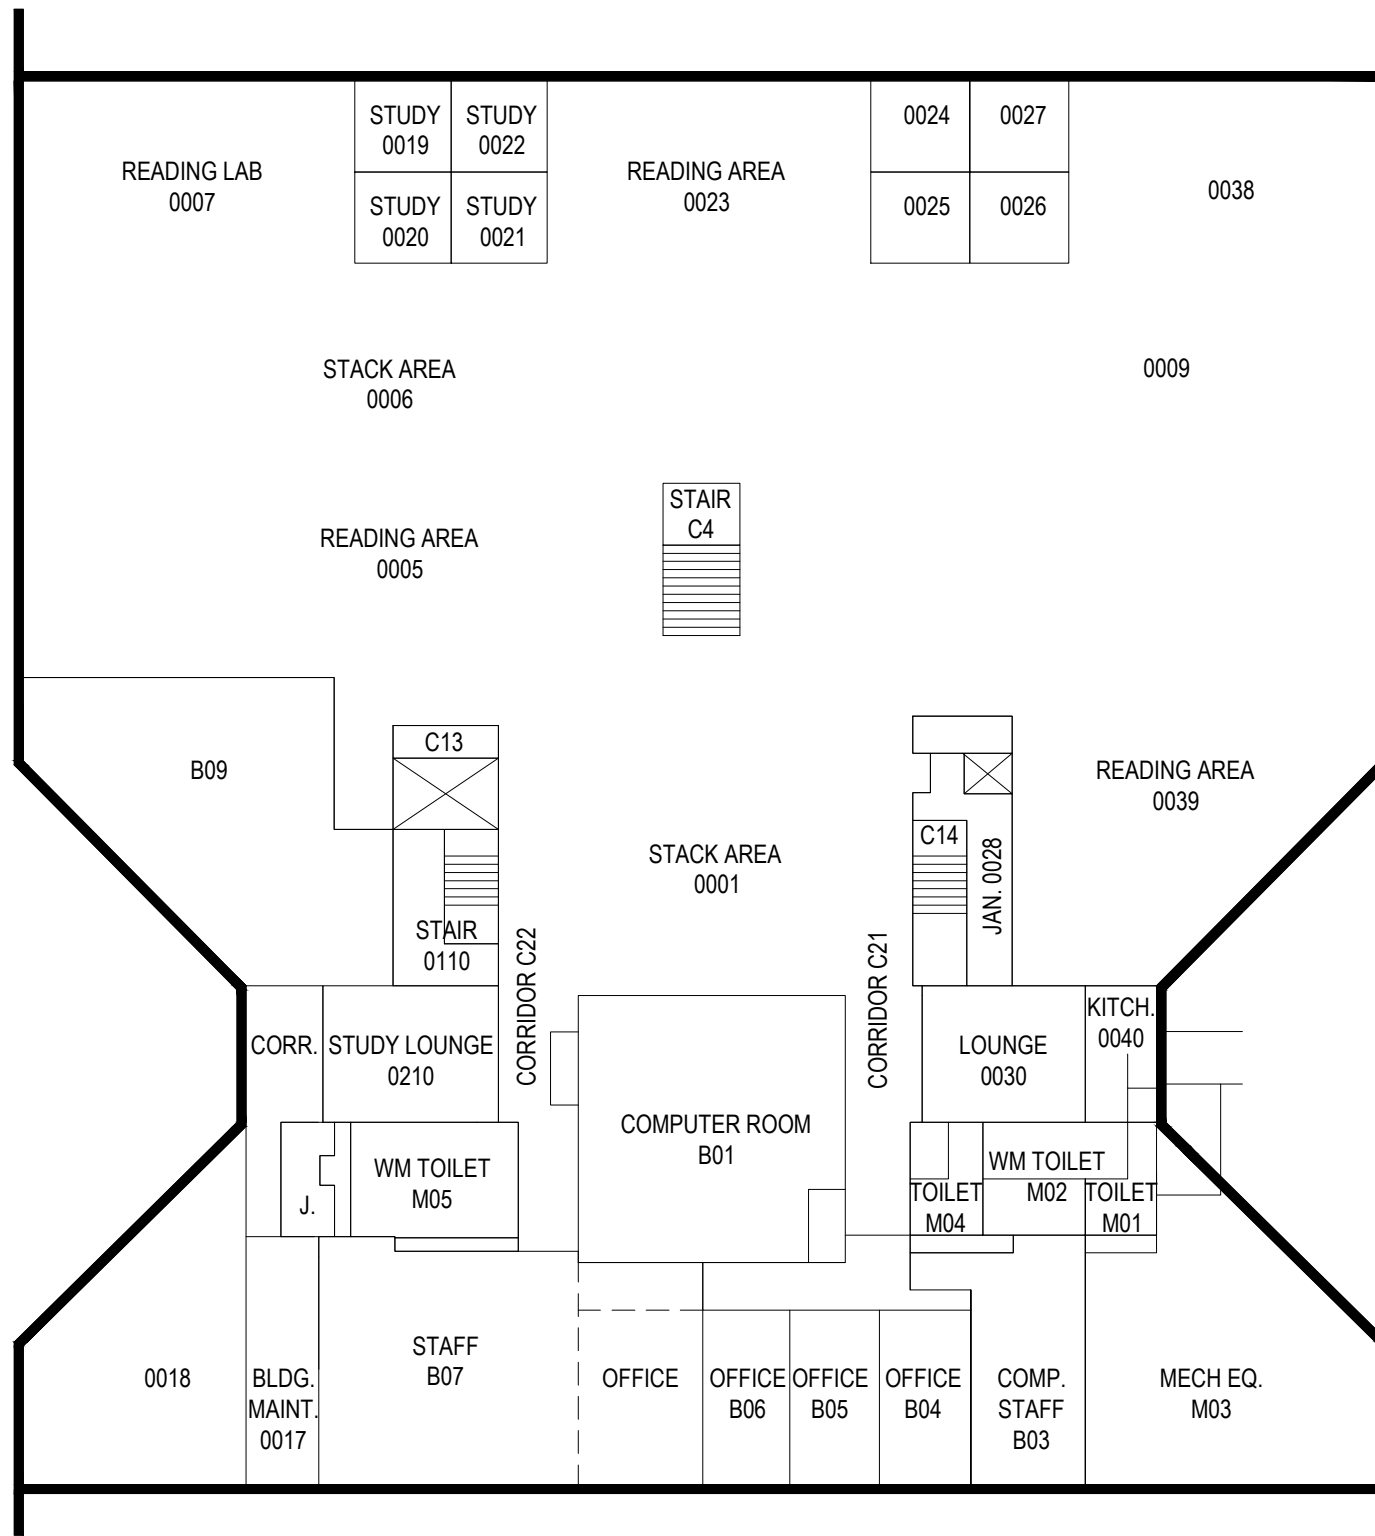 STUDY
0019
STUDY
0022
0024
0027
READING LAB
0007
READING AREA
0023
0038
STUDY
0020
STUDY
0021
0025
0026
STACK AREA
0006
0009
STAIR
C4
READING AREA
0005
C13
B09
READING AREA
0039
STACK AREA
0001
C14
JAN. 0028
STAIR
0110
CORRIDOR C22
CORRIDOR C21
KITCH.
0040
CORR.
STUDY LOUNGE
0210
LOUNGE
0030
COMPUTER ROOM
B01
WM TOILET
M05
J.
WM TOILET
M02
TOILET
M04
TOILET
M01
STAFF
B07
0018
BLDG.
MAINT.
0017
OFFICE
OFFICE
B06
OFFICE
B05
OFFICE
B04
COMP.
STAFF
B03
MECH EQ.
M03